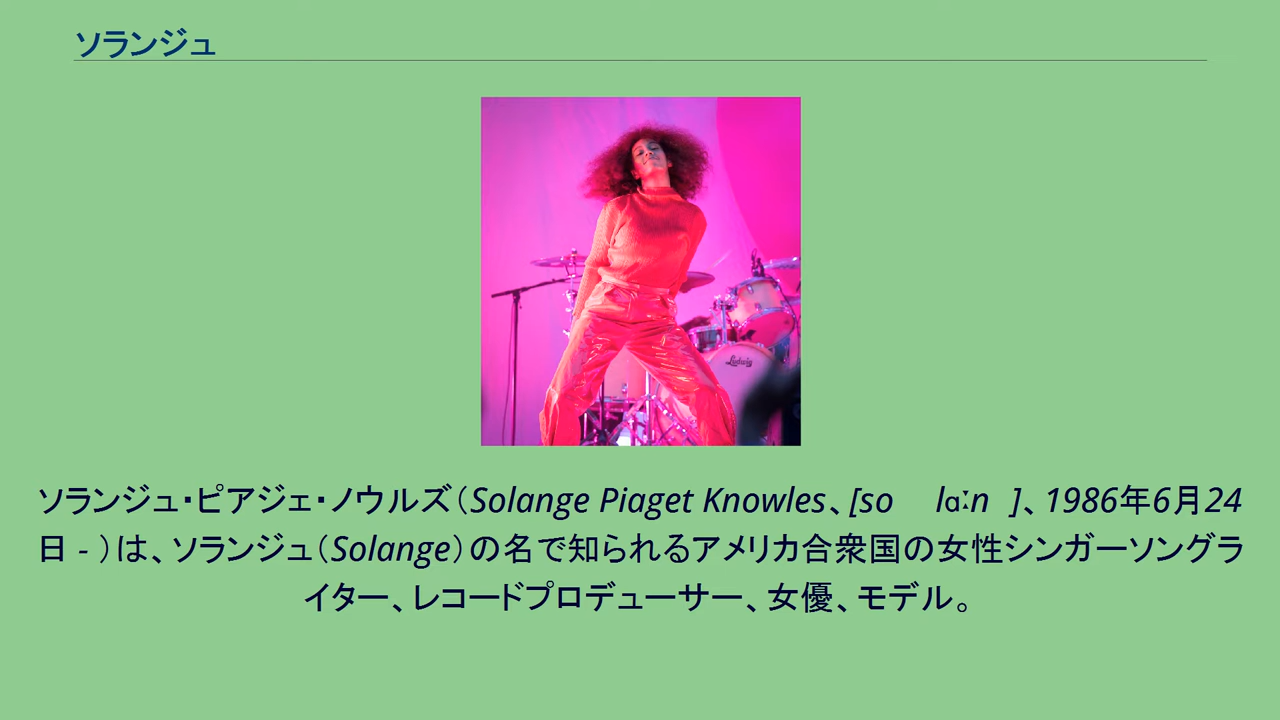 ソランジュ
Ludwig
ソランジュ・ピアジェ・ノウルズ（Solange Piaget Knowles、[so lɑːn ]、1986年6月24
日 - ）は、ソランジュ（Solange）の名で知られるアメリカ合衆国の女性シンガーソングラ
イター、レコードプロデューサー、女優、モデル。